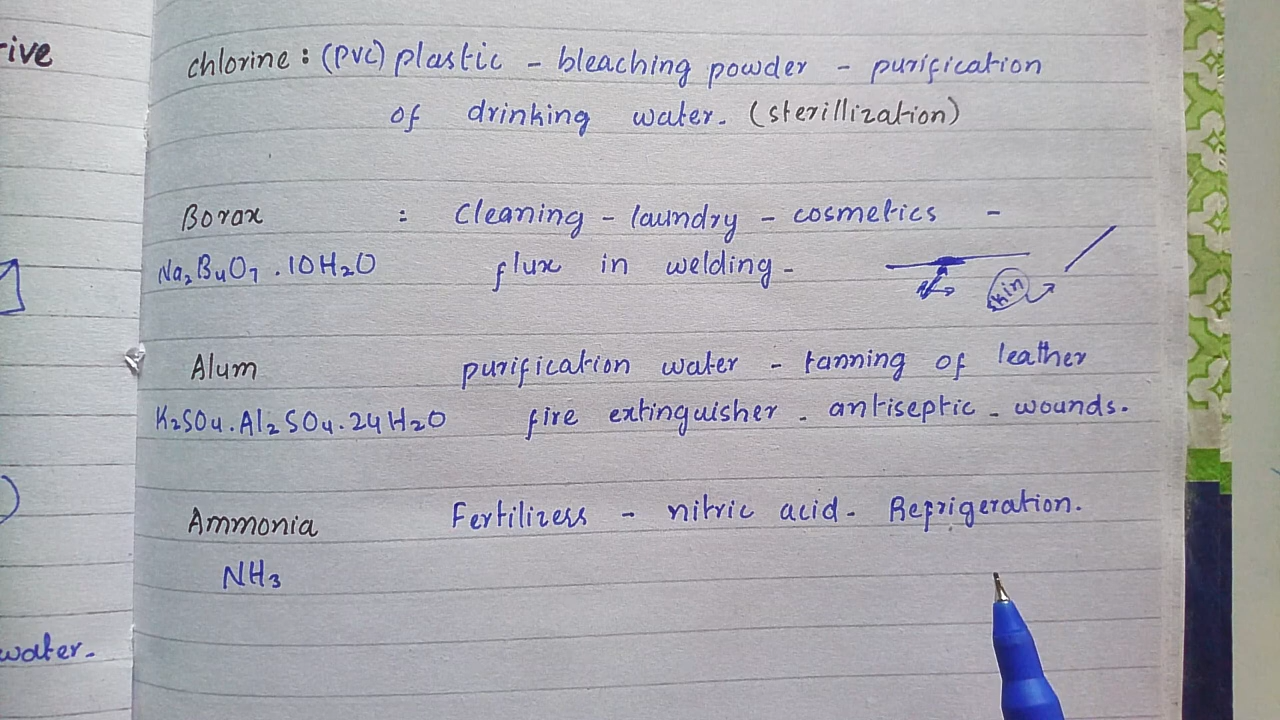 rive
chlorine : (PVC) plastic - bleaching powder - purification
of drinking water. (sterillization)
Borax : Cleaning - laundry - cosmetics -
Na2B4O7 . 10H2O flux in welding -
Alum purification water - tanning of leather
K2SO4 . Al2SO4 . 24H2O fire extinguisher - antiseptic - wounds.
Ammonia Fertilizers - nitric acid - Refrigeration.
NH3
water.